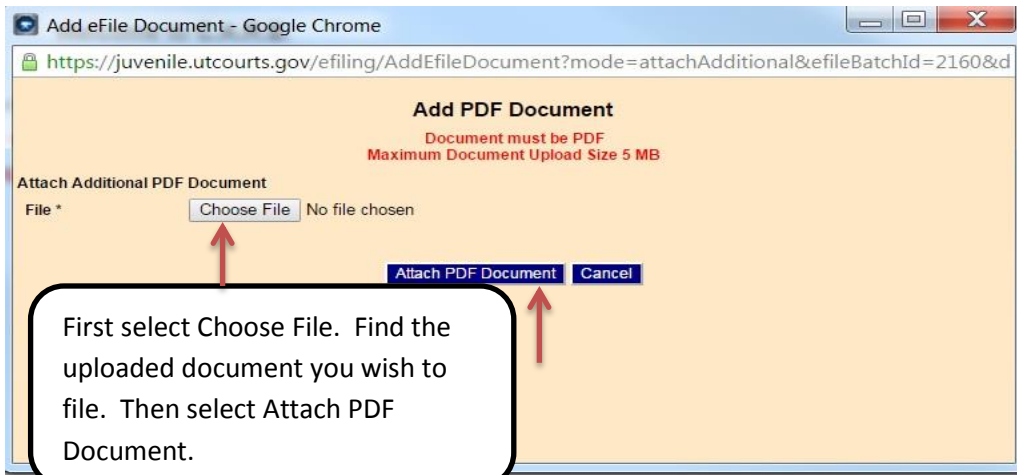 Add eFile Document - Google Chrome
https://juvenile.utcourts.gov/efiling/AddEfileDocument?mode=attachAdditional&efileBatchId=2160&d
Add PDF Document
Document must be PDF
Maximum Document Upload Size 5 MB
Attach Additional PDF Document
File * Choose File No file chosen
Attach PDF Document Cancel
First select Choose File. Find the
uploaded document you wish to
file. Then select Attach PDF
Document.